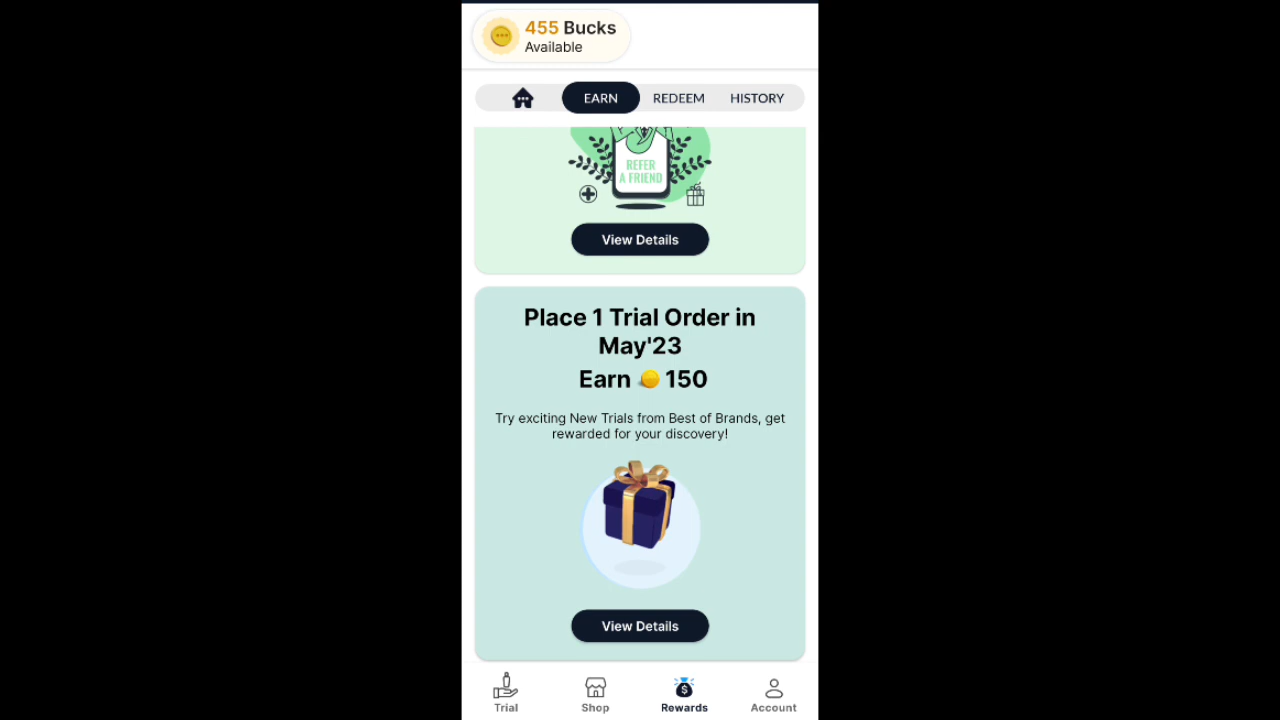 455 Bucks
Available
EARN REDEEM HISTORY
REFER
A FRIEND
View Details
Place 1 Trial Order in
May'23
Earn 150
Try exciting New Trials from Best of Brands, get
rewarded for your discovery!
View Details
Trial Shop Rewards Account